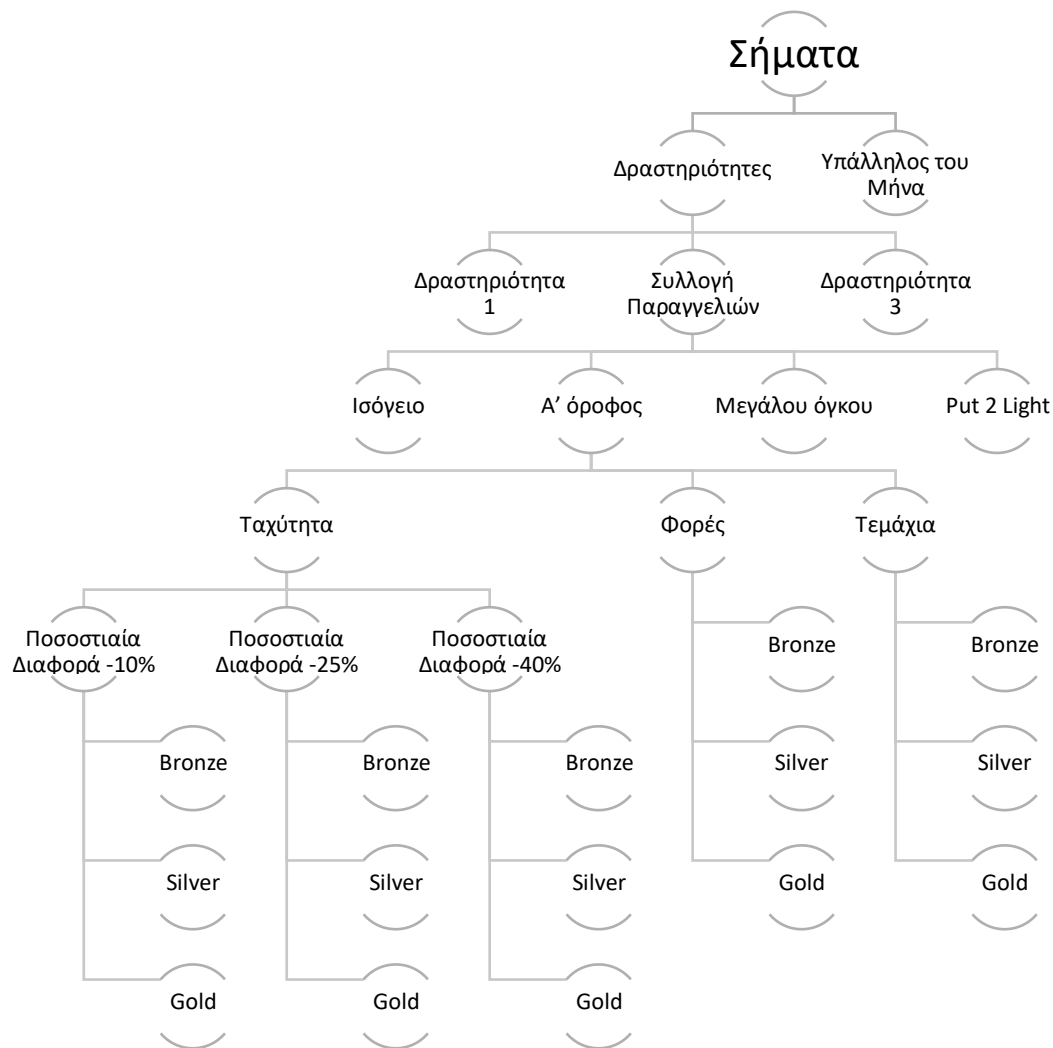 Σήματα
Δραστηριότητες
Υπάλληλος του
Μήνα
Δραστηριότητα
1
Συλλογή
Παραγγελιών
Δραστηριότητα
3
Ισόγειο
Α’ όροφος
Μεγάλου όγκου
Put 2 Light
Ταχύτητα
Φορές
Τεμάχια
Ποσοστιαία
Διαφορά -10%
Ποσοστιαία
Διαφορά -25%
Ποσοστιαία
Διαφορά -40%
Bronze
Silver
Gold
Bronze
Silver
Gold
Bronze
Silver
Gold
Bronze
Silver
Gold
Bronze
Silver
Gold